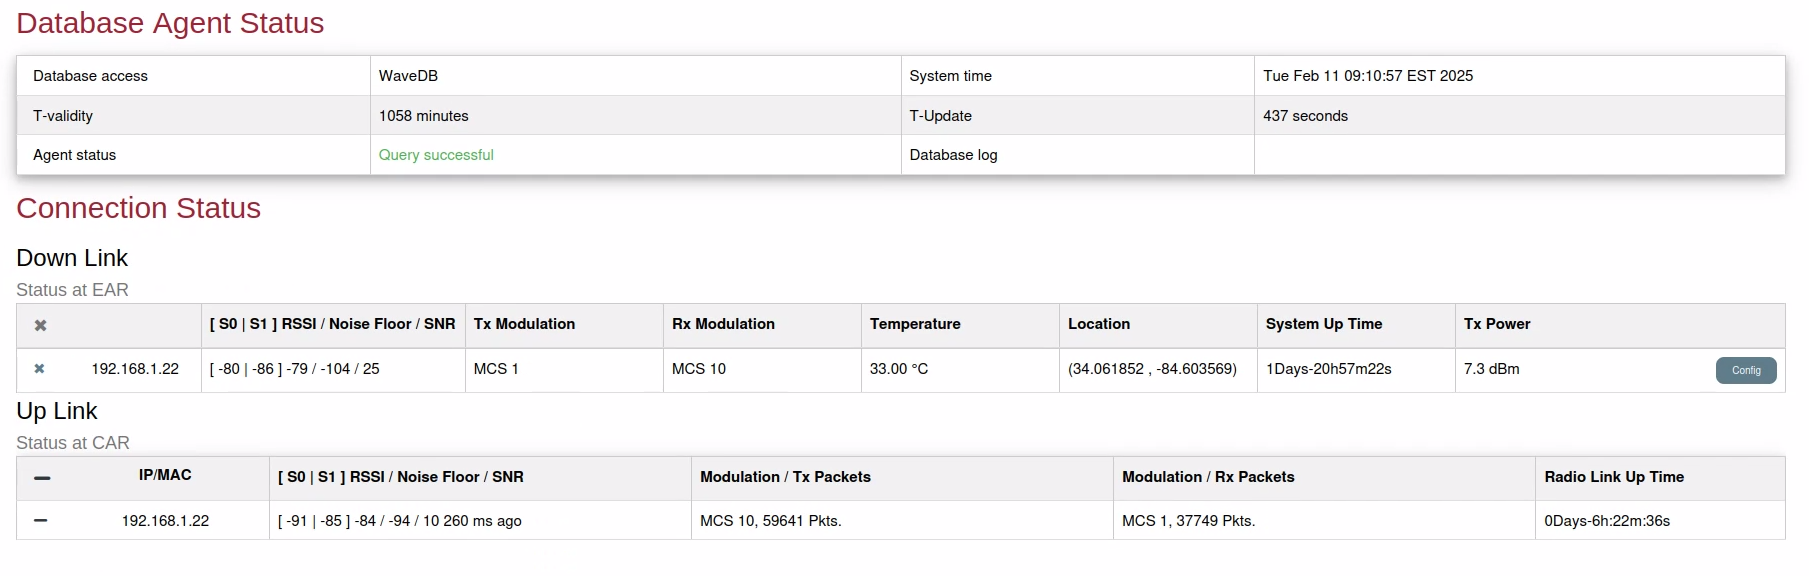 Database Agent Status
Database access WaveDB System time Tue Feb 11 09:10:57 EST 2025
T-validity 1058 minutes T-Update 437 seconds
Agent status Query successful Database log
Connection Status
Down Link
Status at EAR
[ S0 | S1 ] RSSI / Noise Floor / SNR Tx Modulation Rx Modulation Temperature Location System Up Time Tx Power
192.168.1.22 [ -80 | -86 ] -79 / -104 / 25 MCS 1 MCS 10 33.00 °C (34.061852 , -84.603569) 1Days-20h57m22s 7.3 dBm Config
Up Link
Status at CAR
IP/MAC [ S0 | S1 ] RSSI / Noise Floor / SNR Modulation / Tx Packets Modulation / Rx Packets Radio Link Up Time
192.168.1.22 [ -91 | -85 ] -84 / -94 / 10 260 ms ago MCS 10, 59641 Pkts. MCS 1, 37749 Pkts. 0Days-6h:22m:36s